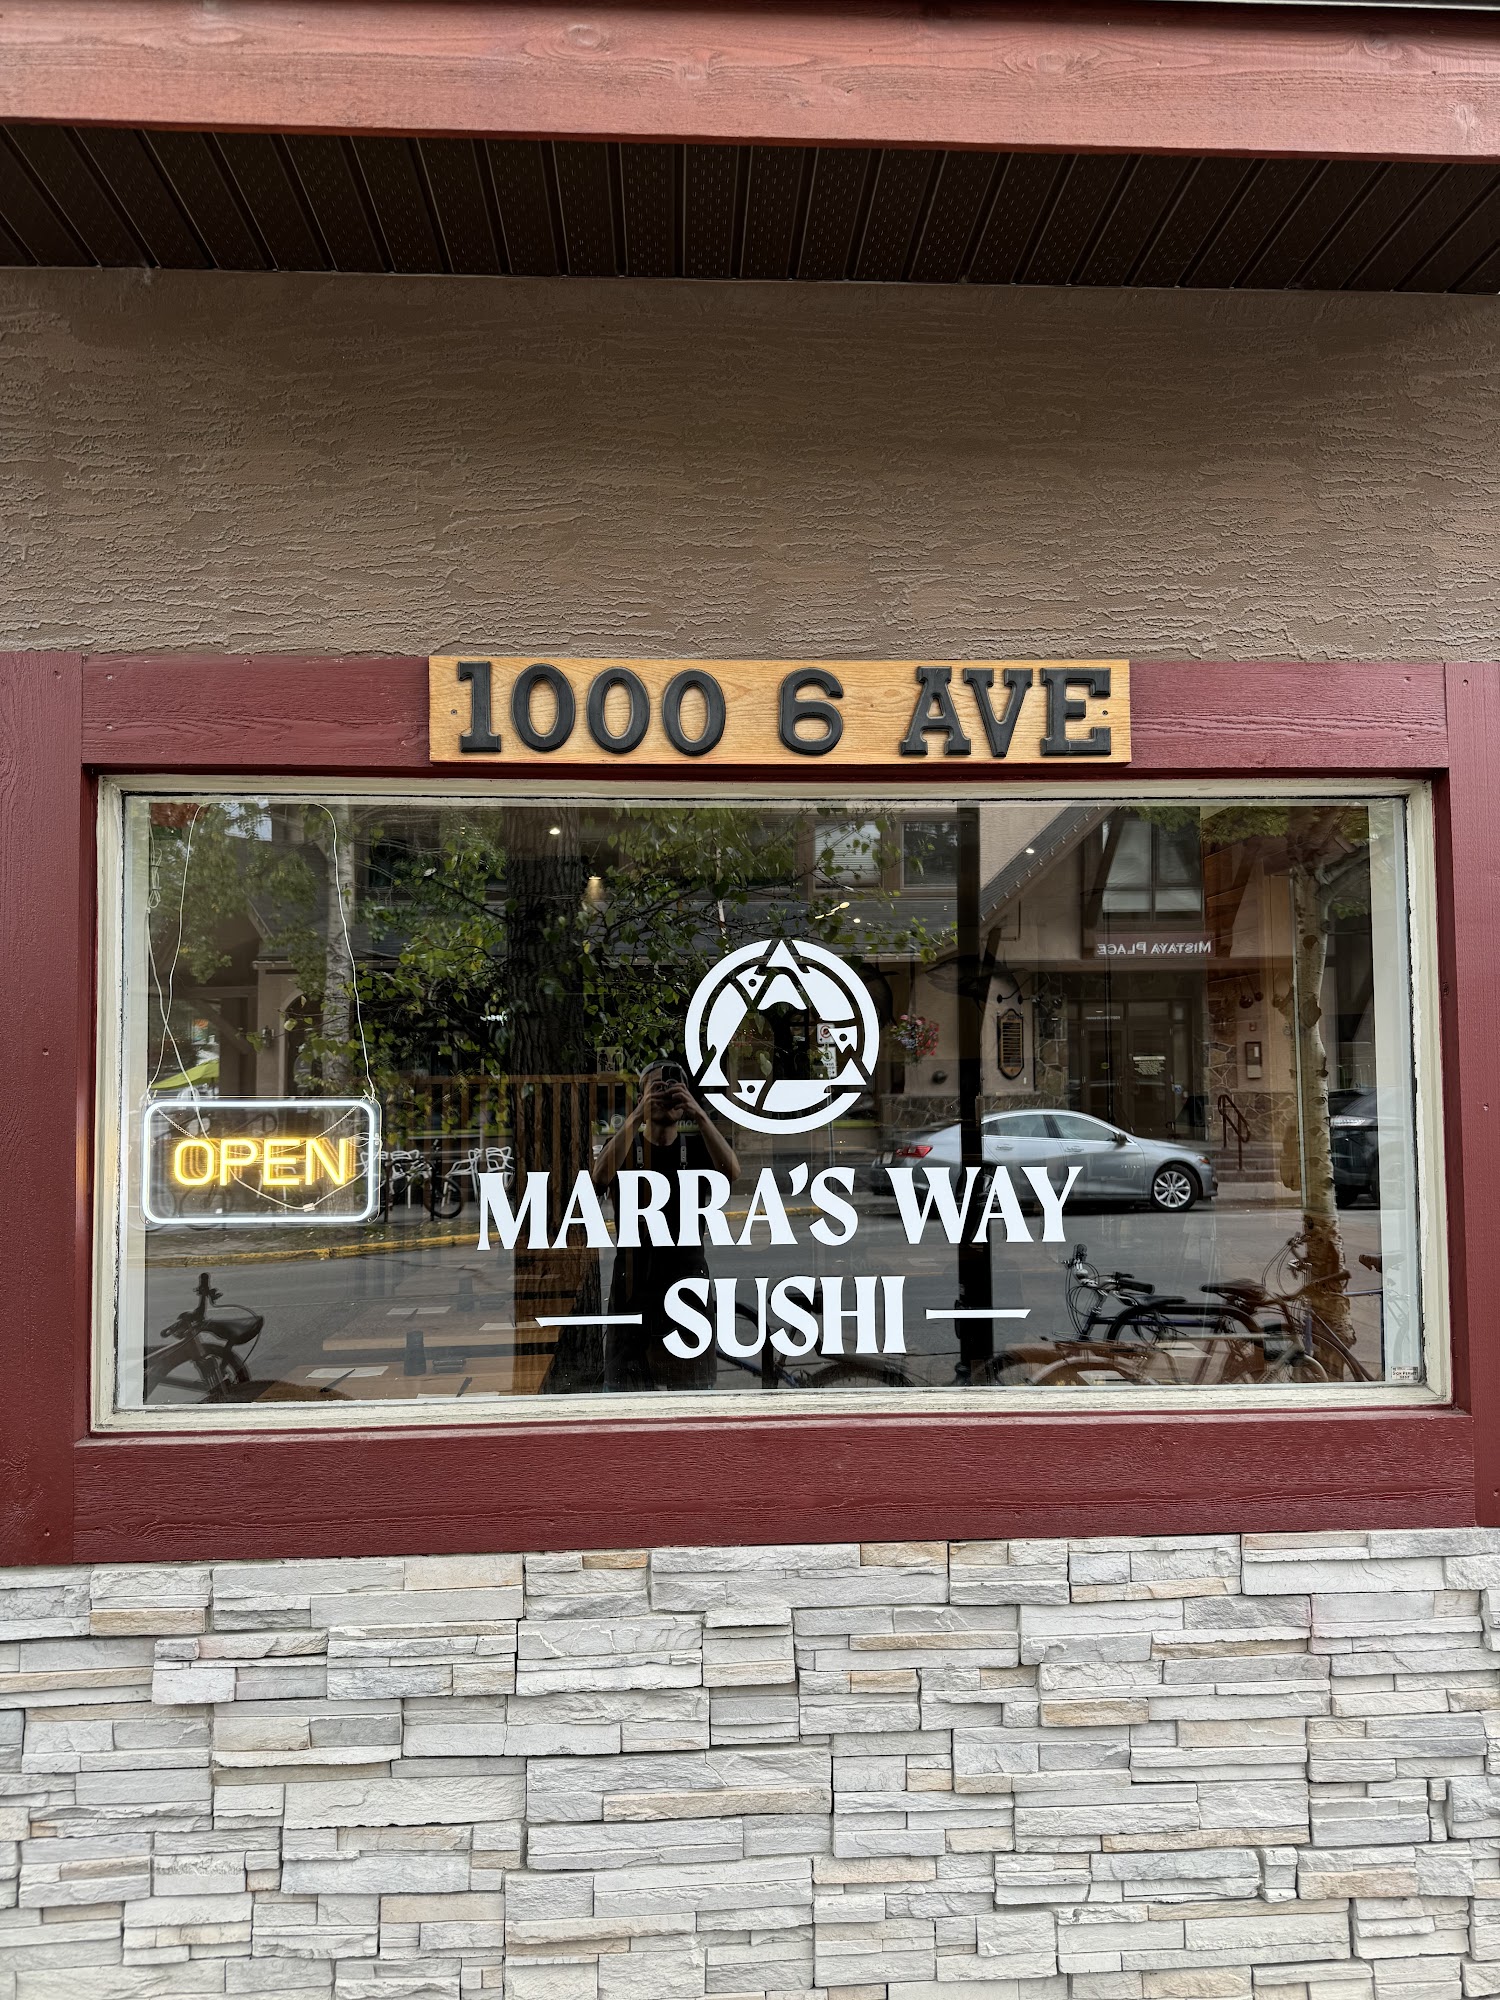 1000 6 AVE
MISTAYA PLACE
OPEN
MARRA'S WAY
SUSHI